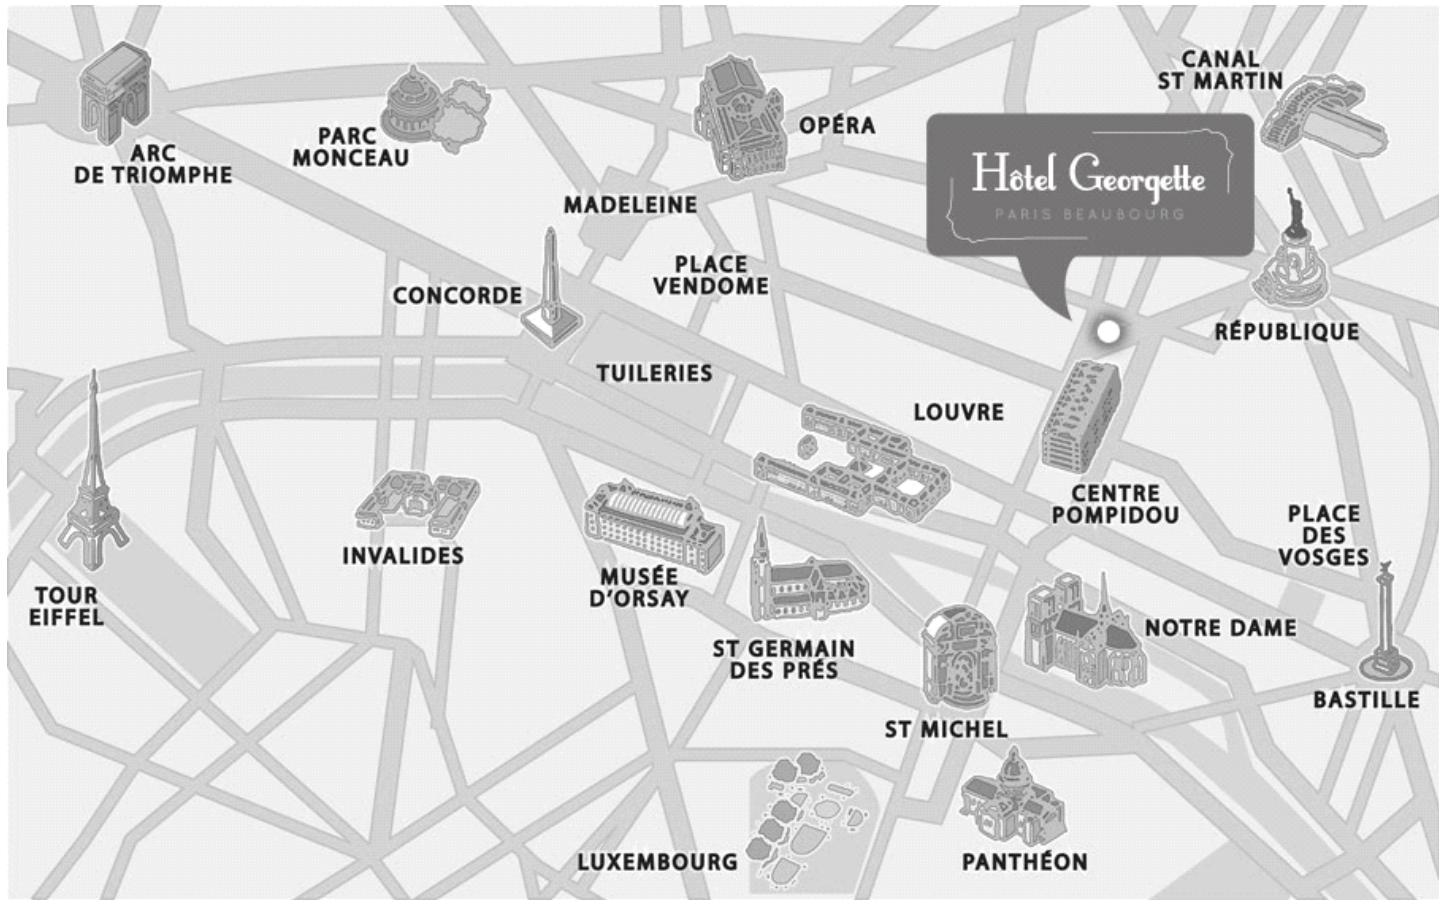 CANAL
ST MARTIN
OPÉRA
PARC
MONCEAU
ARC
DE TRIOMPHE
Hôtel Georgette
PARIS BEAUBOURG
MADELEINE
PLACE
VENDOME
CONCORDE
RÉPUBLIQUE
TUILERIES
LOUVRE
CENTRE
POMPIDOU
PLACE
DES
VOSGES
INVALIDES
MUSÉE
D'ORSAY
TOUR
EIFFEL
NOTRE DAME
ST GERMAIN
DES PRÉS
BASTILLE
ST MICHEL
LUXEMBOURG
PANTHÉON